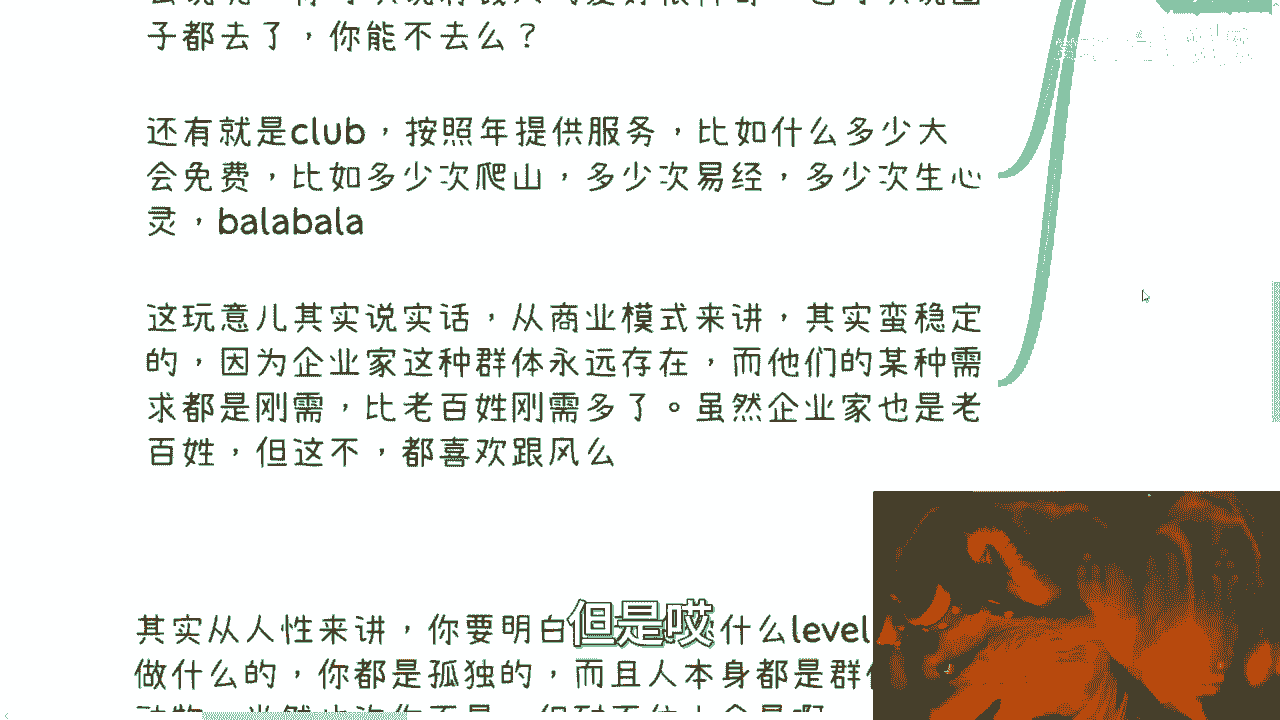 子都去了，你能不去么？
还有就是club，按照年提供服务，比如什么多少大
会免费，比如多少次爬山，多少次易经，多少次生心
灵，balabala
这玩意儿其实说实话，从商业模式来讲，其实蛮稳定
的，因为企业家这种群体永远存在，而他们的某种需
求都是刚需，比老百姓刚需多了。虽然企业家也是老
百姓，但这不，都喜欢跟风么
其实从人性来讲，你要明白 什么level
但是哎
做什么的，你都是孤独的，而且人本身都是群